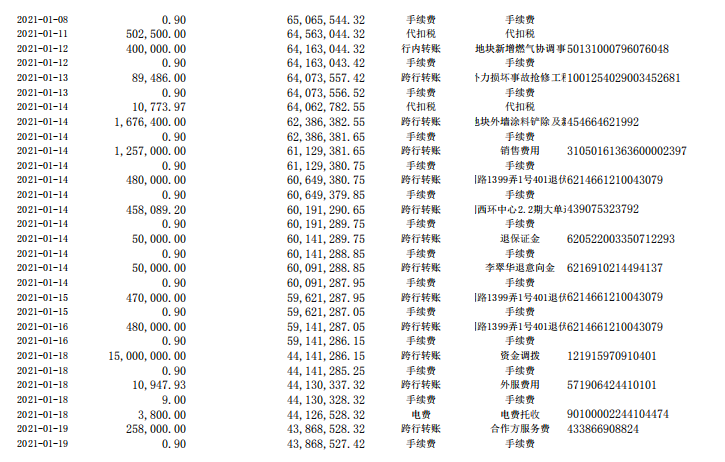 2021-01-08 0.90 65,065,544.32 手续费 手续费
2021-01-11 502,500.00 64,563,044.32 代扣税 代扣税
2021-01-12 400,000.00 64,163,044.32 行内转账 地块新增燃气协调事50131000796076048
2021-01-12 0.90 64,163,043.42 手续费 手续费
2021-01-13 89,486.00 64,073,557.42 跨行转账 外力损坏事故抢修工程1001254029003452681
2021-01-13 0.90 64,073,556.52 手续费 手续费
2021-01-14 10,773.97 64,062,782.55 代扣税 代扣税
2021-01-14 1,676,400.00 62,386,382.55 跨行转账 地块外墙涂料铲除及新454664621992
2021-01-14 0.90 62,386,381.65 手续费 手续费
2021-01-14 1,257,000.00 61,129,381.65 跨行转账 销售费用 31050161363600002397
2021-01-14 0.90 61,129,380.75 手续费 手续费
2021-01-14 480,000.00 60,649,380.75 跨行转账 路1399弄1号401退伏6214661210043079
2021-01-14 0.90 60,649,379.85 手续费 手续费
2021-01-14 458,089.20 60,191,290.65 跨行转账 西环中心2.2期大单适439075323792
2021-01-14 0.90 60,191,289.75 手续费 手续费
2021-01-14 50,000.00 60,141,289.75 跨行转账 退保证金 620522003350712293
2021-01-14 0.90 60,141,288.85 手续费 手续费
2021-01-14 50,000.00 60,091,288.85 跨行转账 李翠华退意向金 6216910214494137
2021-01-14 0.90 60,091,287.95 手续费 手续费
2021-01-15 470,000.00 59,621,287.95 跨行转账 路1399弄1号401退伏6214661210043079
2021-01-15 0.90 59,621,287.05 手续费 手续费
2021-01-16 480,000.00 59,141,287.05 跨行转账 路1399弄1号401退伏6214661210043079
2021-01-16 0.90 59,141,286.15 手续费 手续费
2021-01-18 15,000,000.00 44,141,286.15 跨行转账 资金调拨 121915970910401
2021-01-18 0.90 44,141,285.25 手续费 手续费
2021-01-18 10,947.93 44,130,337.32 跨行转账 外服费用 571906424410101
2021-01-18 9.00 44,130,328.32 手续费 手续费
2021-01-18 3,800.00 44,126,528.32 电费 电费托收 90100002244104474
2021-01-19 258,000.00 43,868,528.32 跨行转账 合作方服务费 433866908824
2021-01-19 0.90 43,868,527.42 手续费 手续费